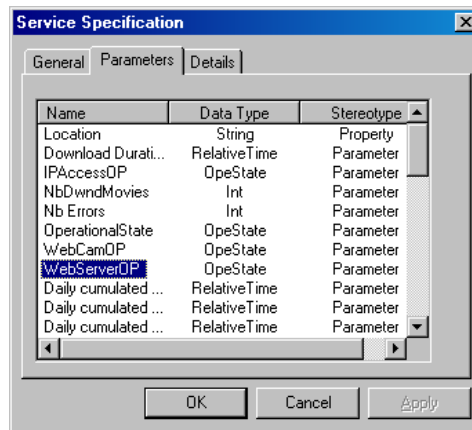 Service Specification
General Parameters Details
Name Data Type Stereotype
Location String Property
Download Durati... RelativeTime Parameter
IPAccessOP OpeState Parameter
NbDwndMovies Int Parameter
Nb Errors Int Parameter
OperationalState OpeState Parameter
WebCamOP OpeState Parameter
WebServerOP OpeState Parameter
Daily cumulated ... RelativeTime Parameter
Daily cumulated ... RelativeTime Parameter
Daily cumulated ... RelativeTime Parameter
OK Cancel Apply